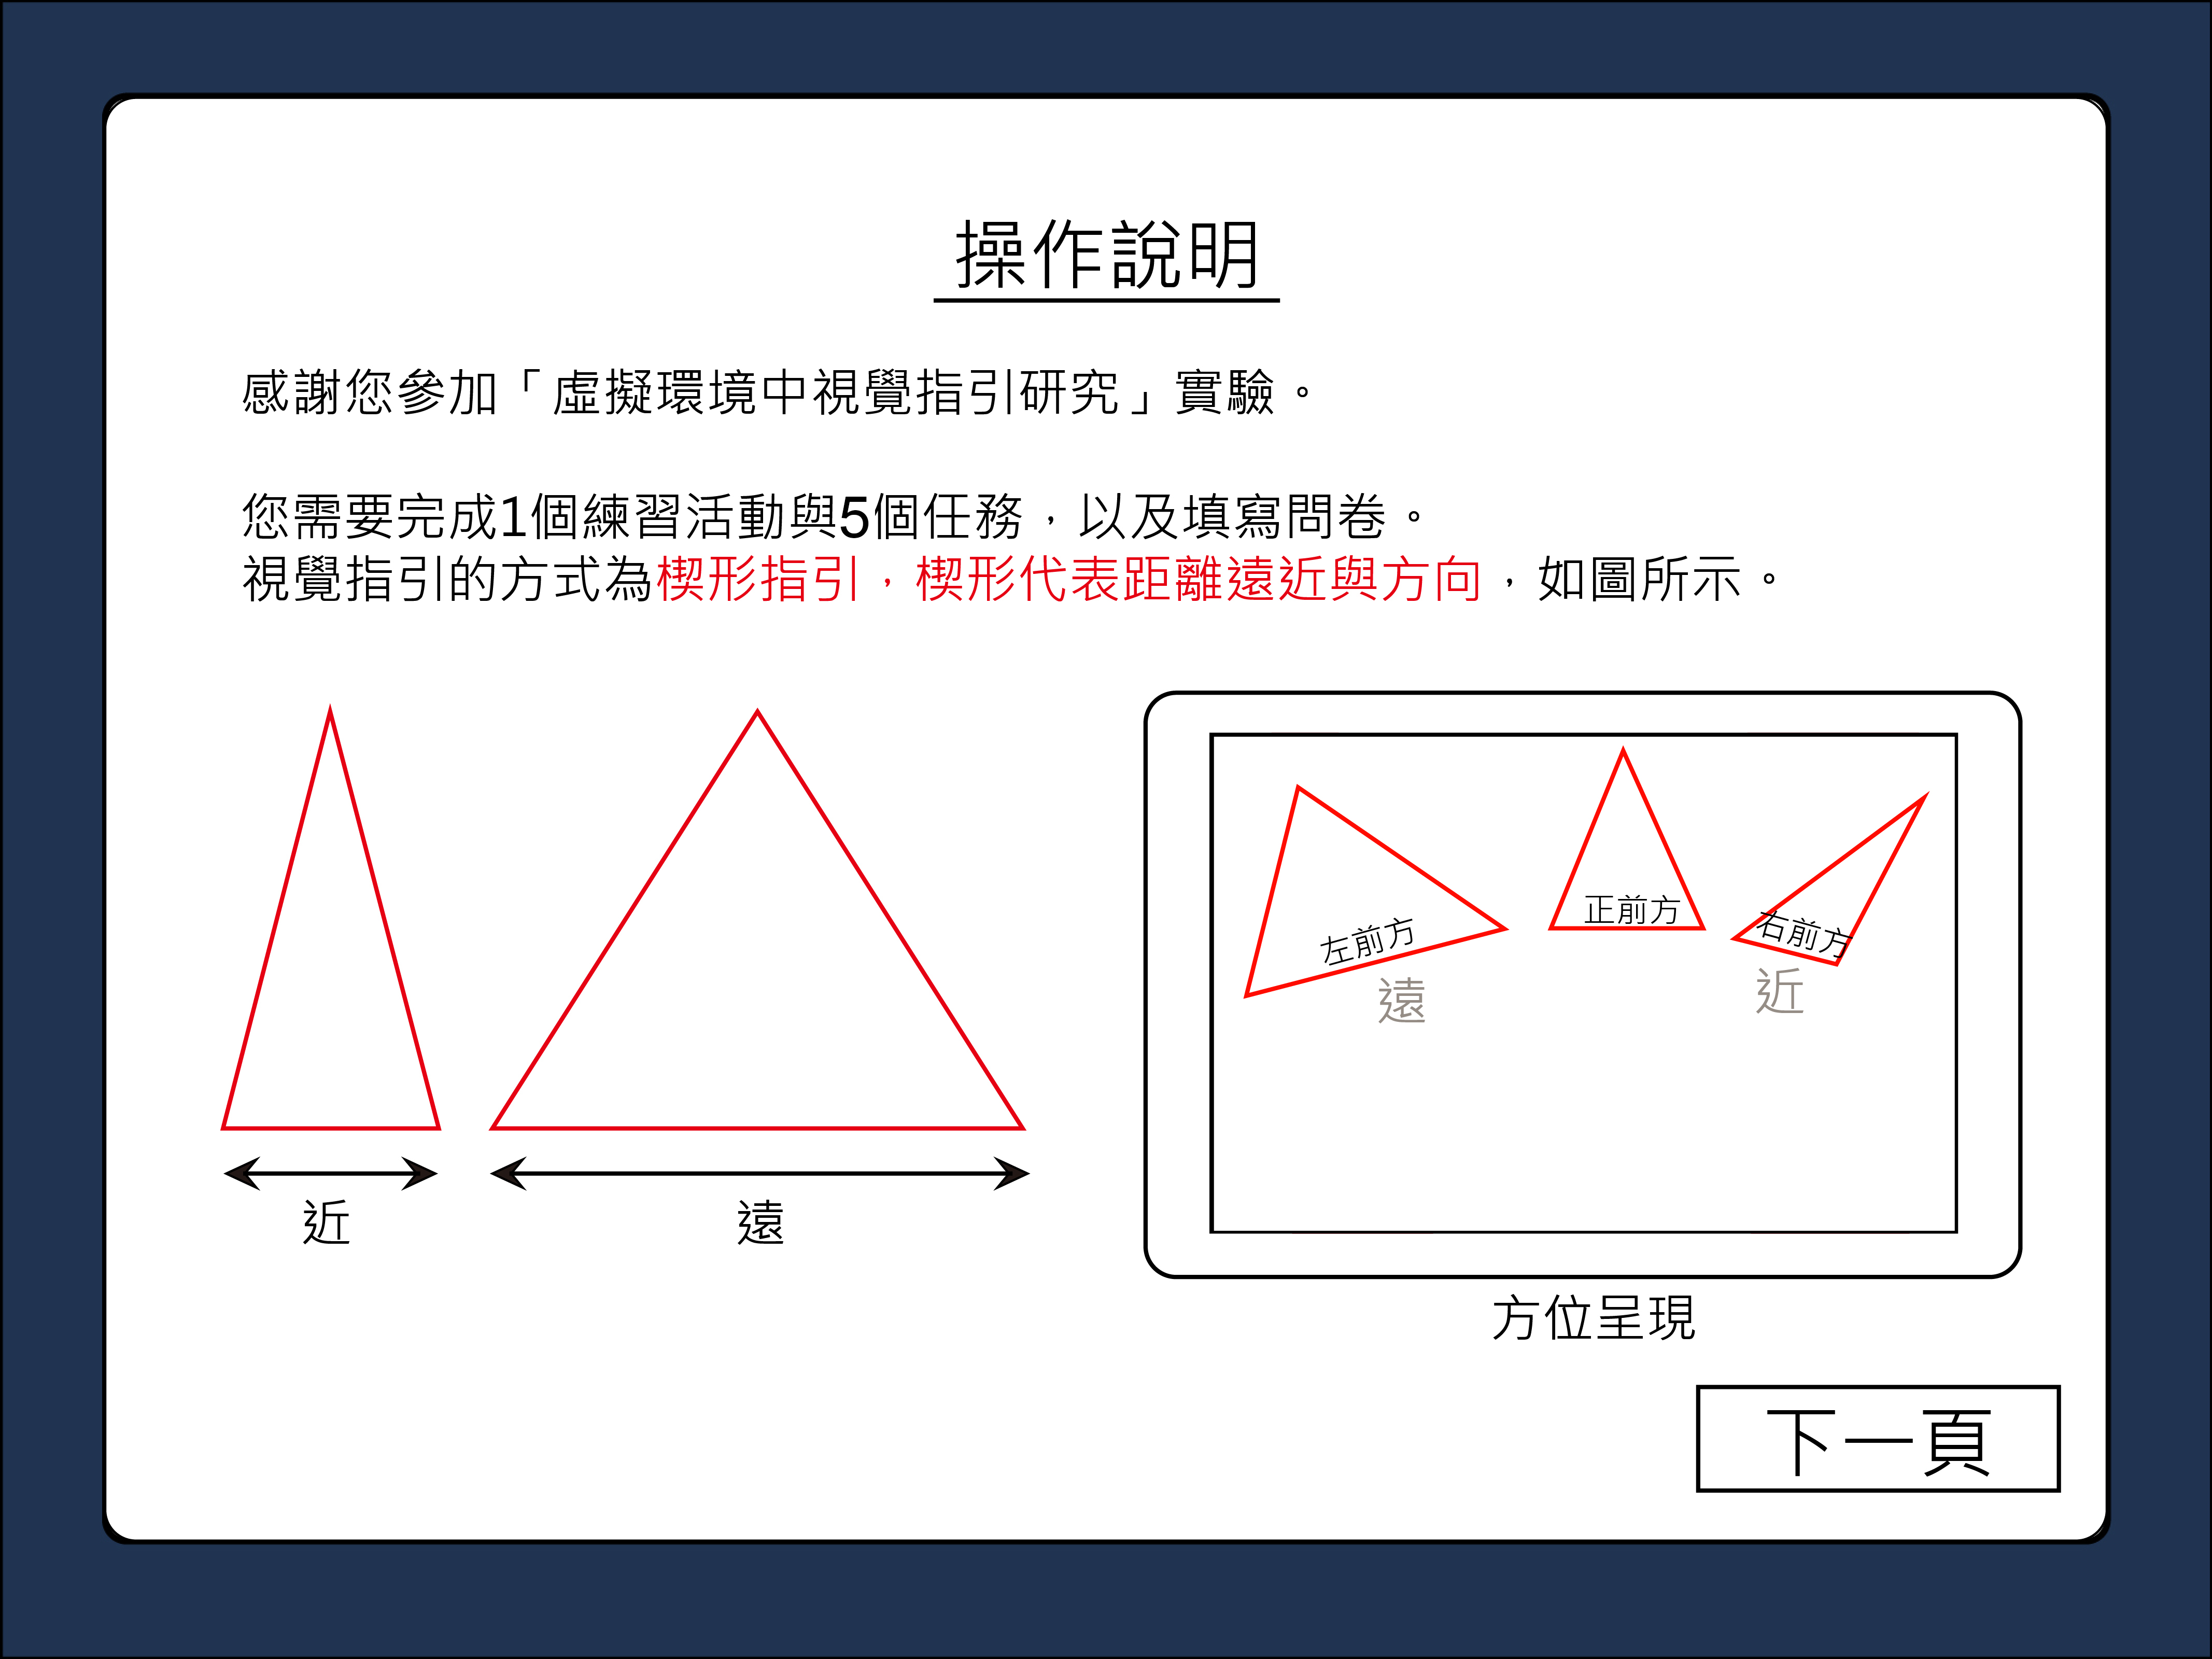 操作說明
感謝您參加「虛擬環境中視覺指引研究」實驗。
您需要完成1個練習活動與5個任務，以及填寫問卷。
視覺指引的方式為楔形指引，楔形代表距離遠近與方向，如圖所示。
近
遠
左前方
正前方
右前方
遠
近
方位呈現
下一頁